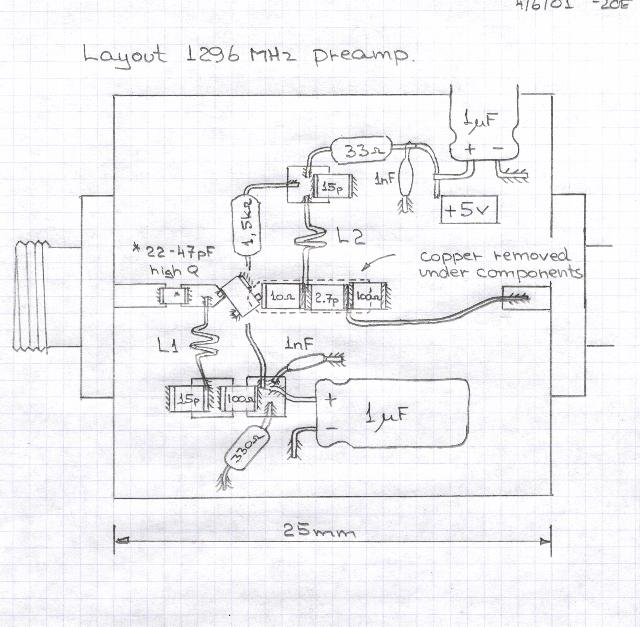 4/6/01 -20E
Layout 1296 MHz preamp.
1µF
+ -
33Ω
1nF
15p
+5v
1,5kΩ
L2
* 22-47pF
high Q
copper removed
under components
*
10Ω
2.7p
100Ω
L1
1nF
15p
100Ω
+
1µF
-
330Ω
25mm